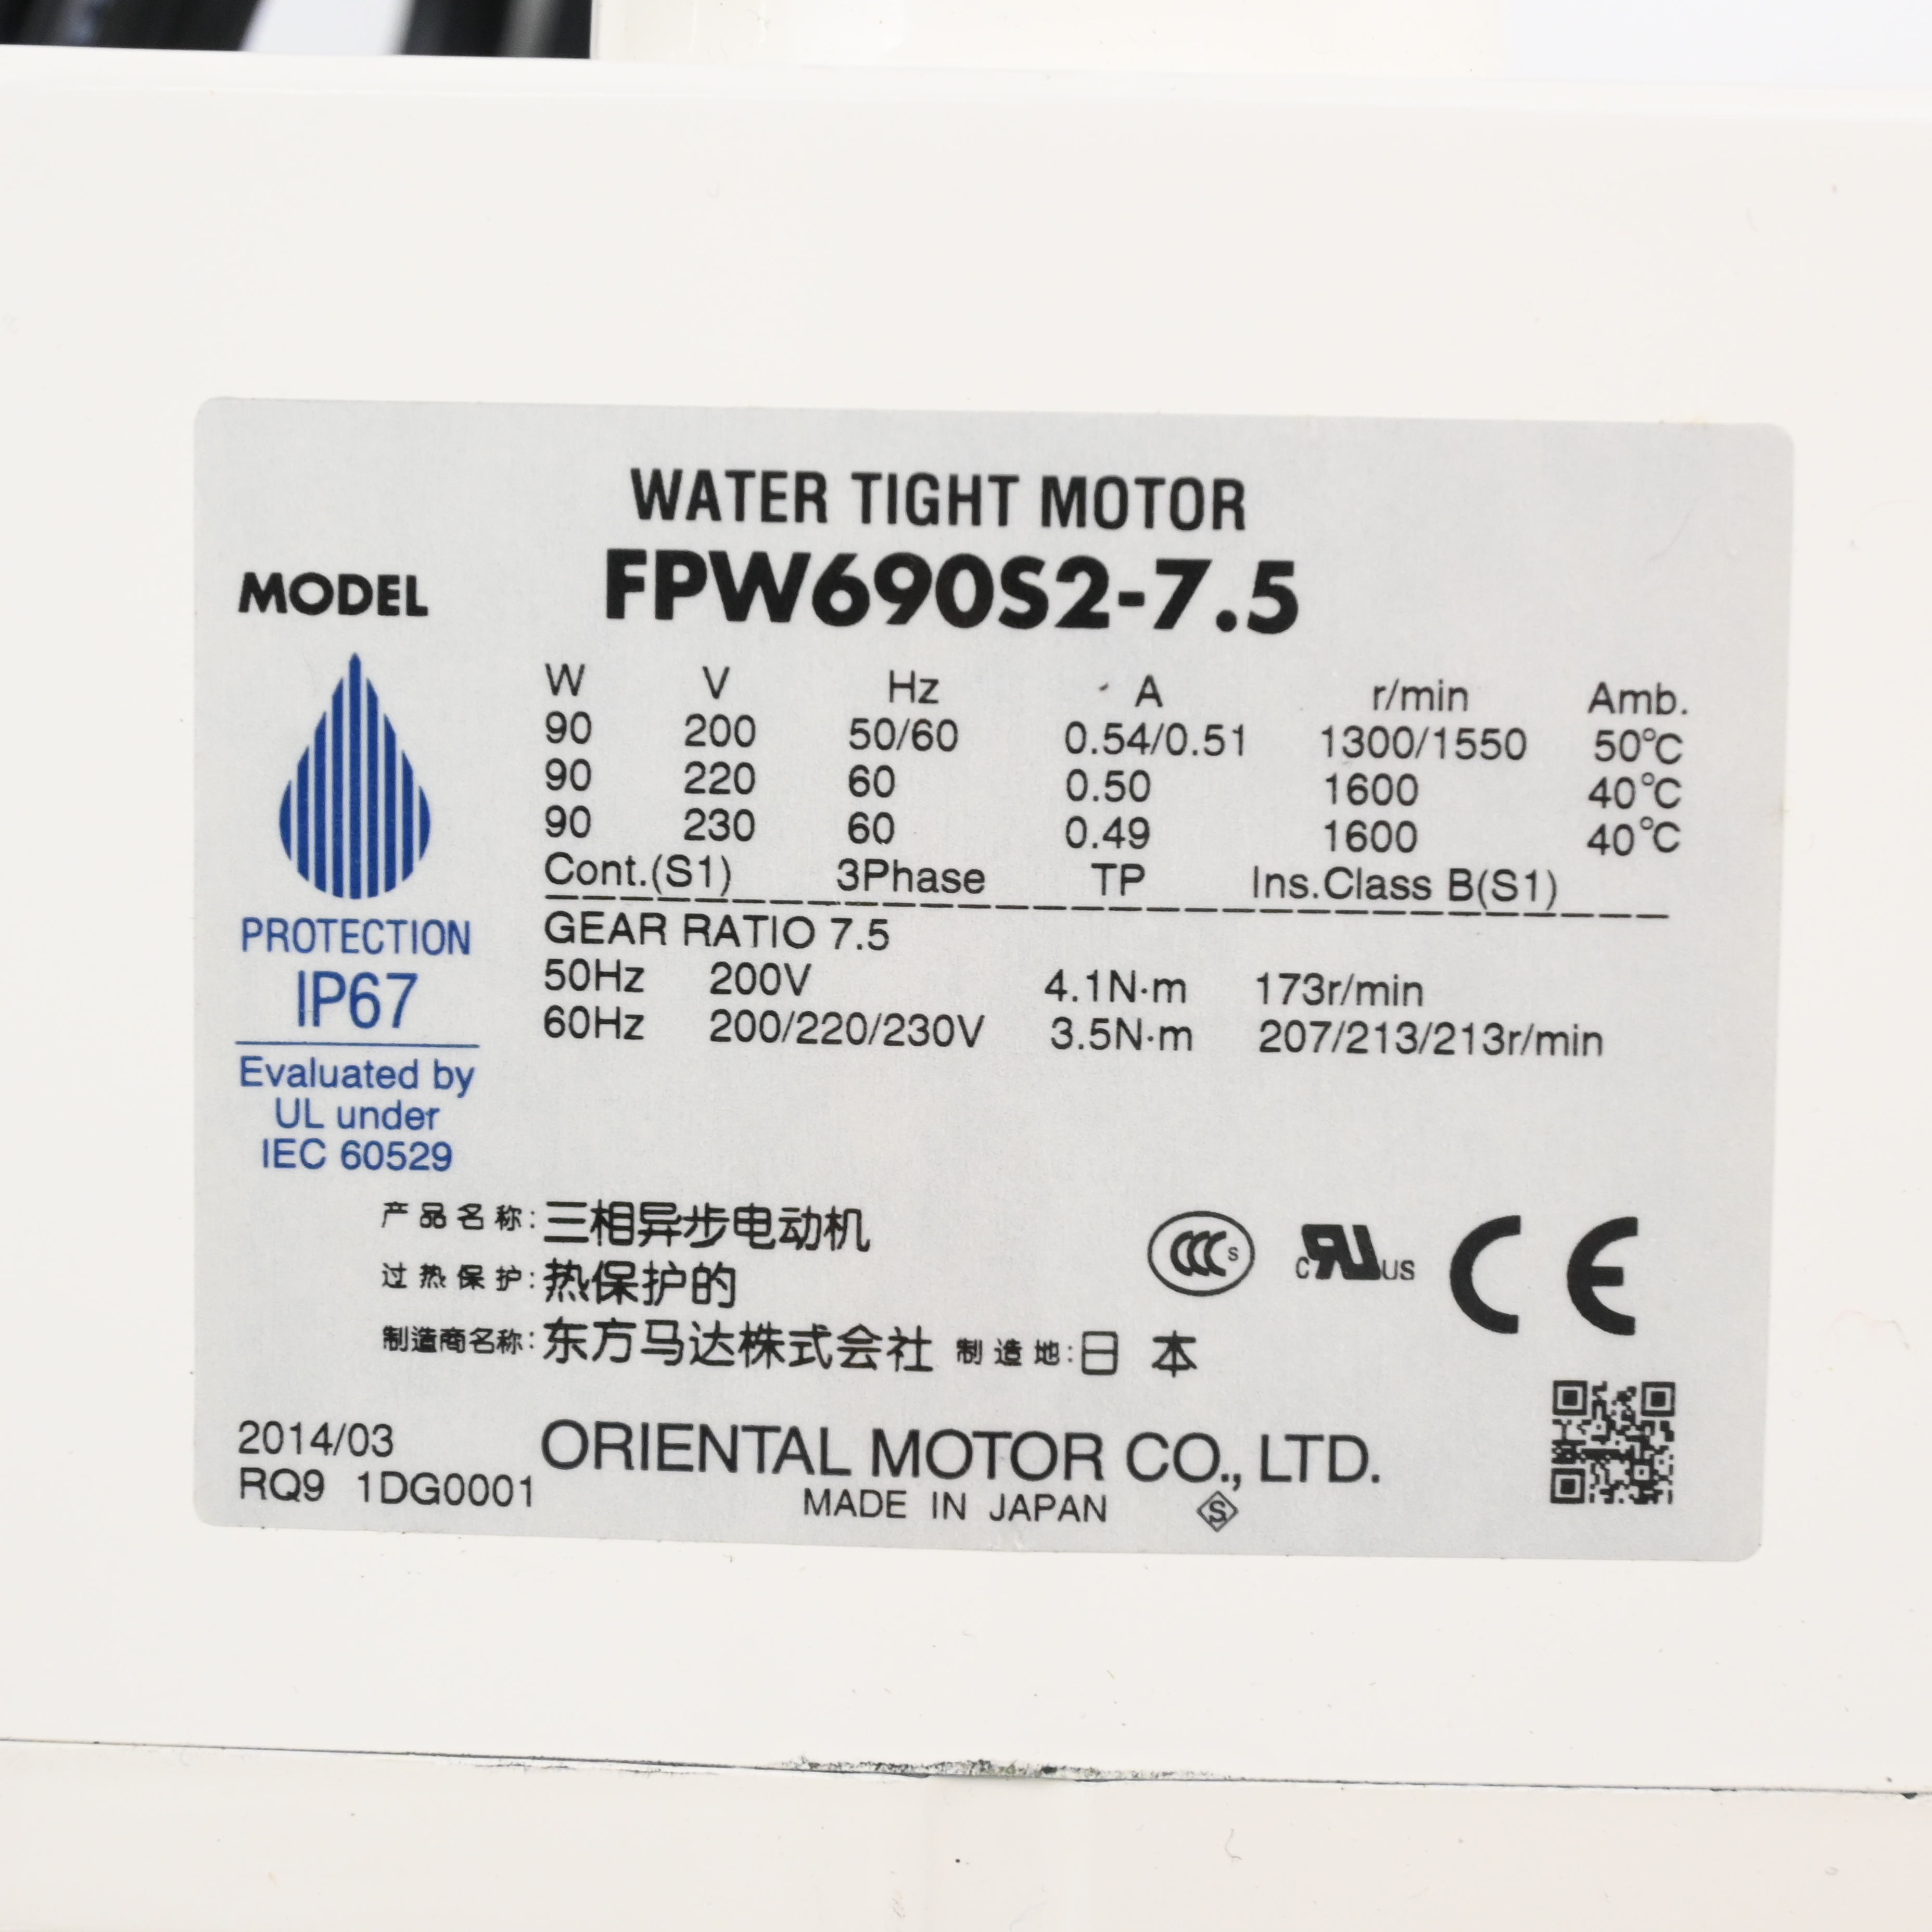 WATER TIGHT MOTOR
MODEL FPW690S2-7.5
W V Hz A r/min Amb.
90 200 50/60 0.54/0.51 1300/1550 50℃
90 220 60 0.50 1600 40℃
90 230 60 0.49 1600 40℃
Cont.(S1) 3Phase TP Ins.Class B(S1)
GEAR RATIO 7.5
50Hz 200V 4.1N·m 173r/min
60Hz 200/220/230V 3.5N·m 207/213/213r/min
PROTECTION
IP67
Evaluated by
UL under
IEC 60529
产品名称:三相异步电动机
过热保护:热保护的
制造商名称:东方马达株式会社 制造地:日本
CCC S
c RU US
CE
2014/03
RQ9 1DG0001
ORIENTAL MOTOR CO., LTD.
MADE IN JAPAN
S